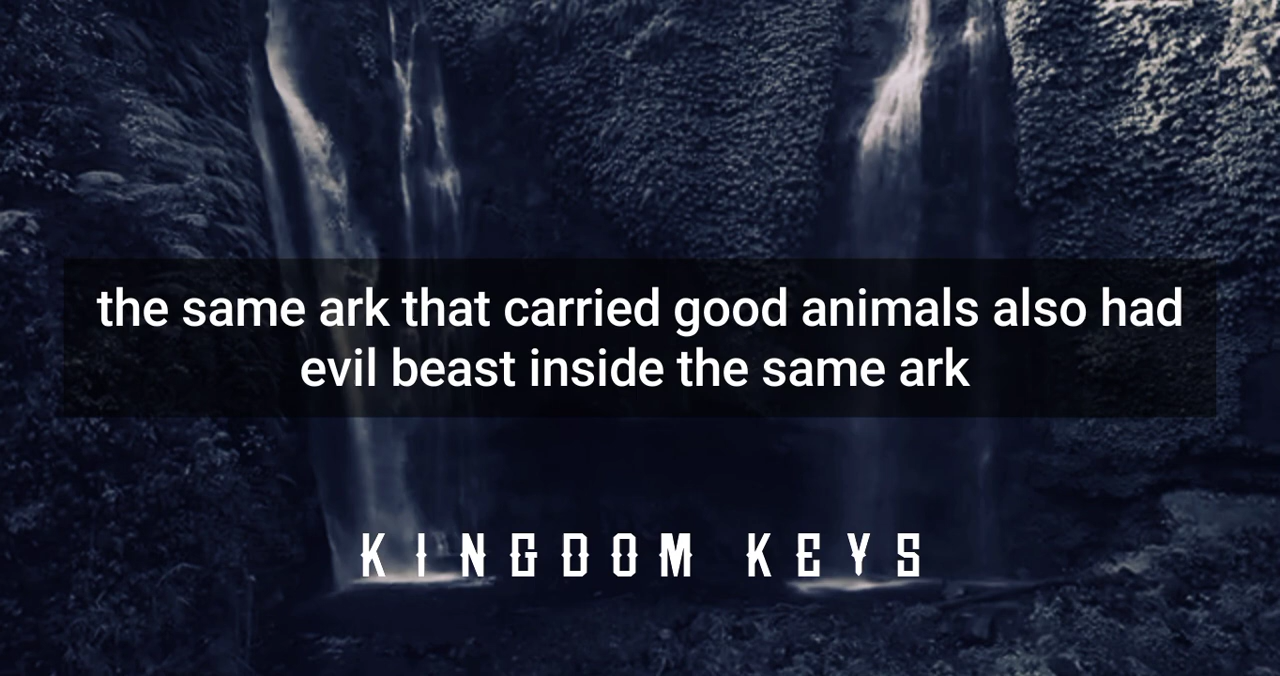 the same ark that carried good animals also had
evil beast inside the same ark
KINGDOM KEYS